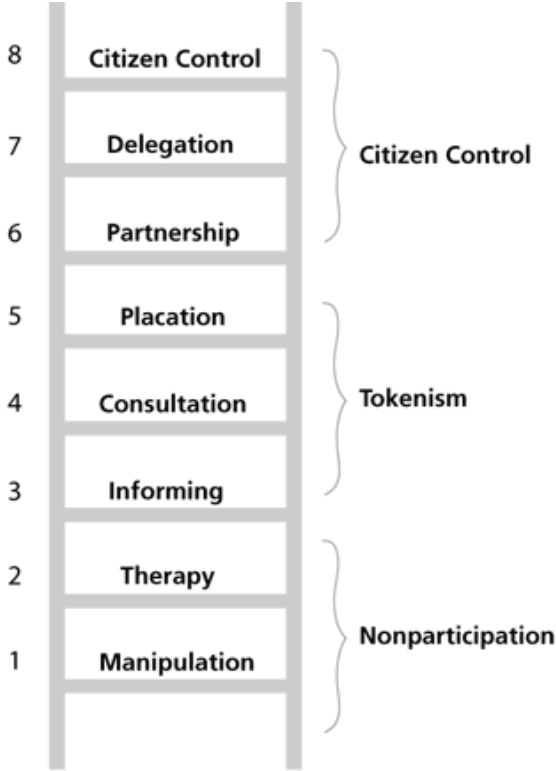 8 Citizen Control
7 Delegation
Citizen Control
6 Partnership
5 Placation
4 Consultation
Tokenism
3 Informing
2 Therapy
Nonparticipation
1 Manipulation